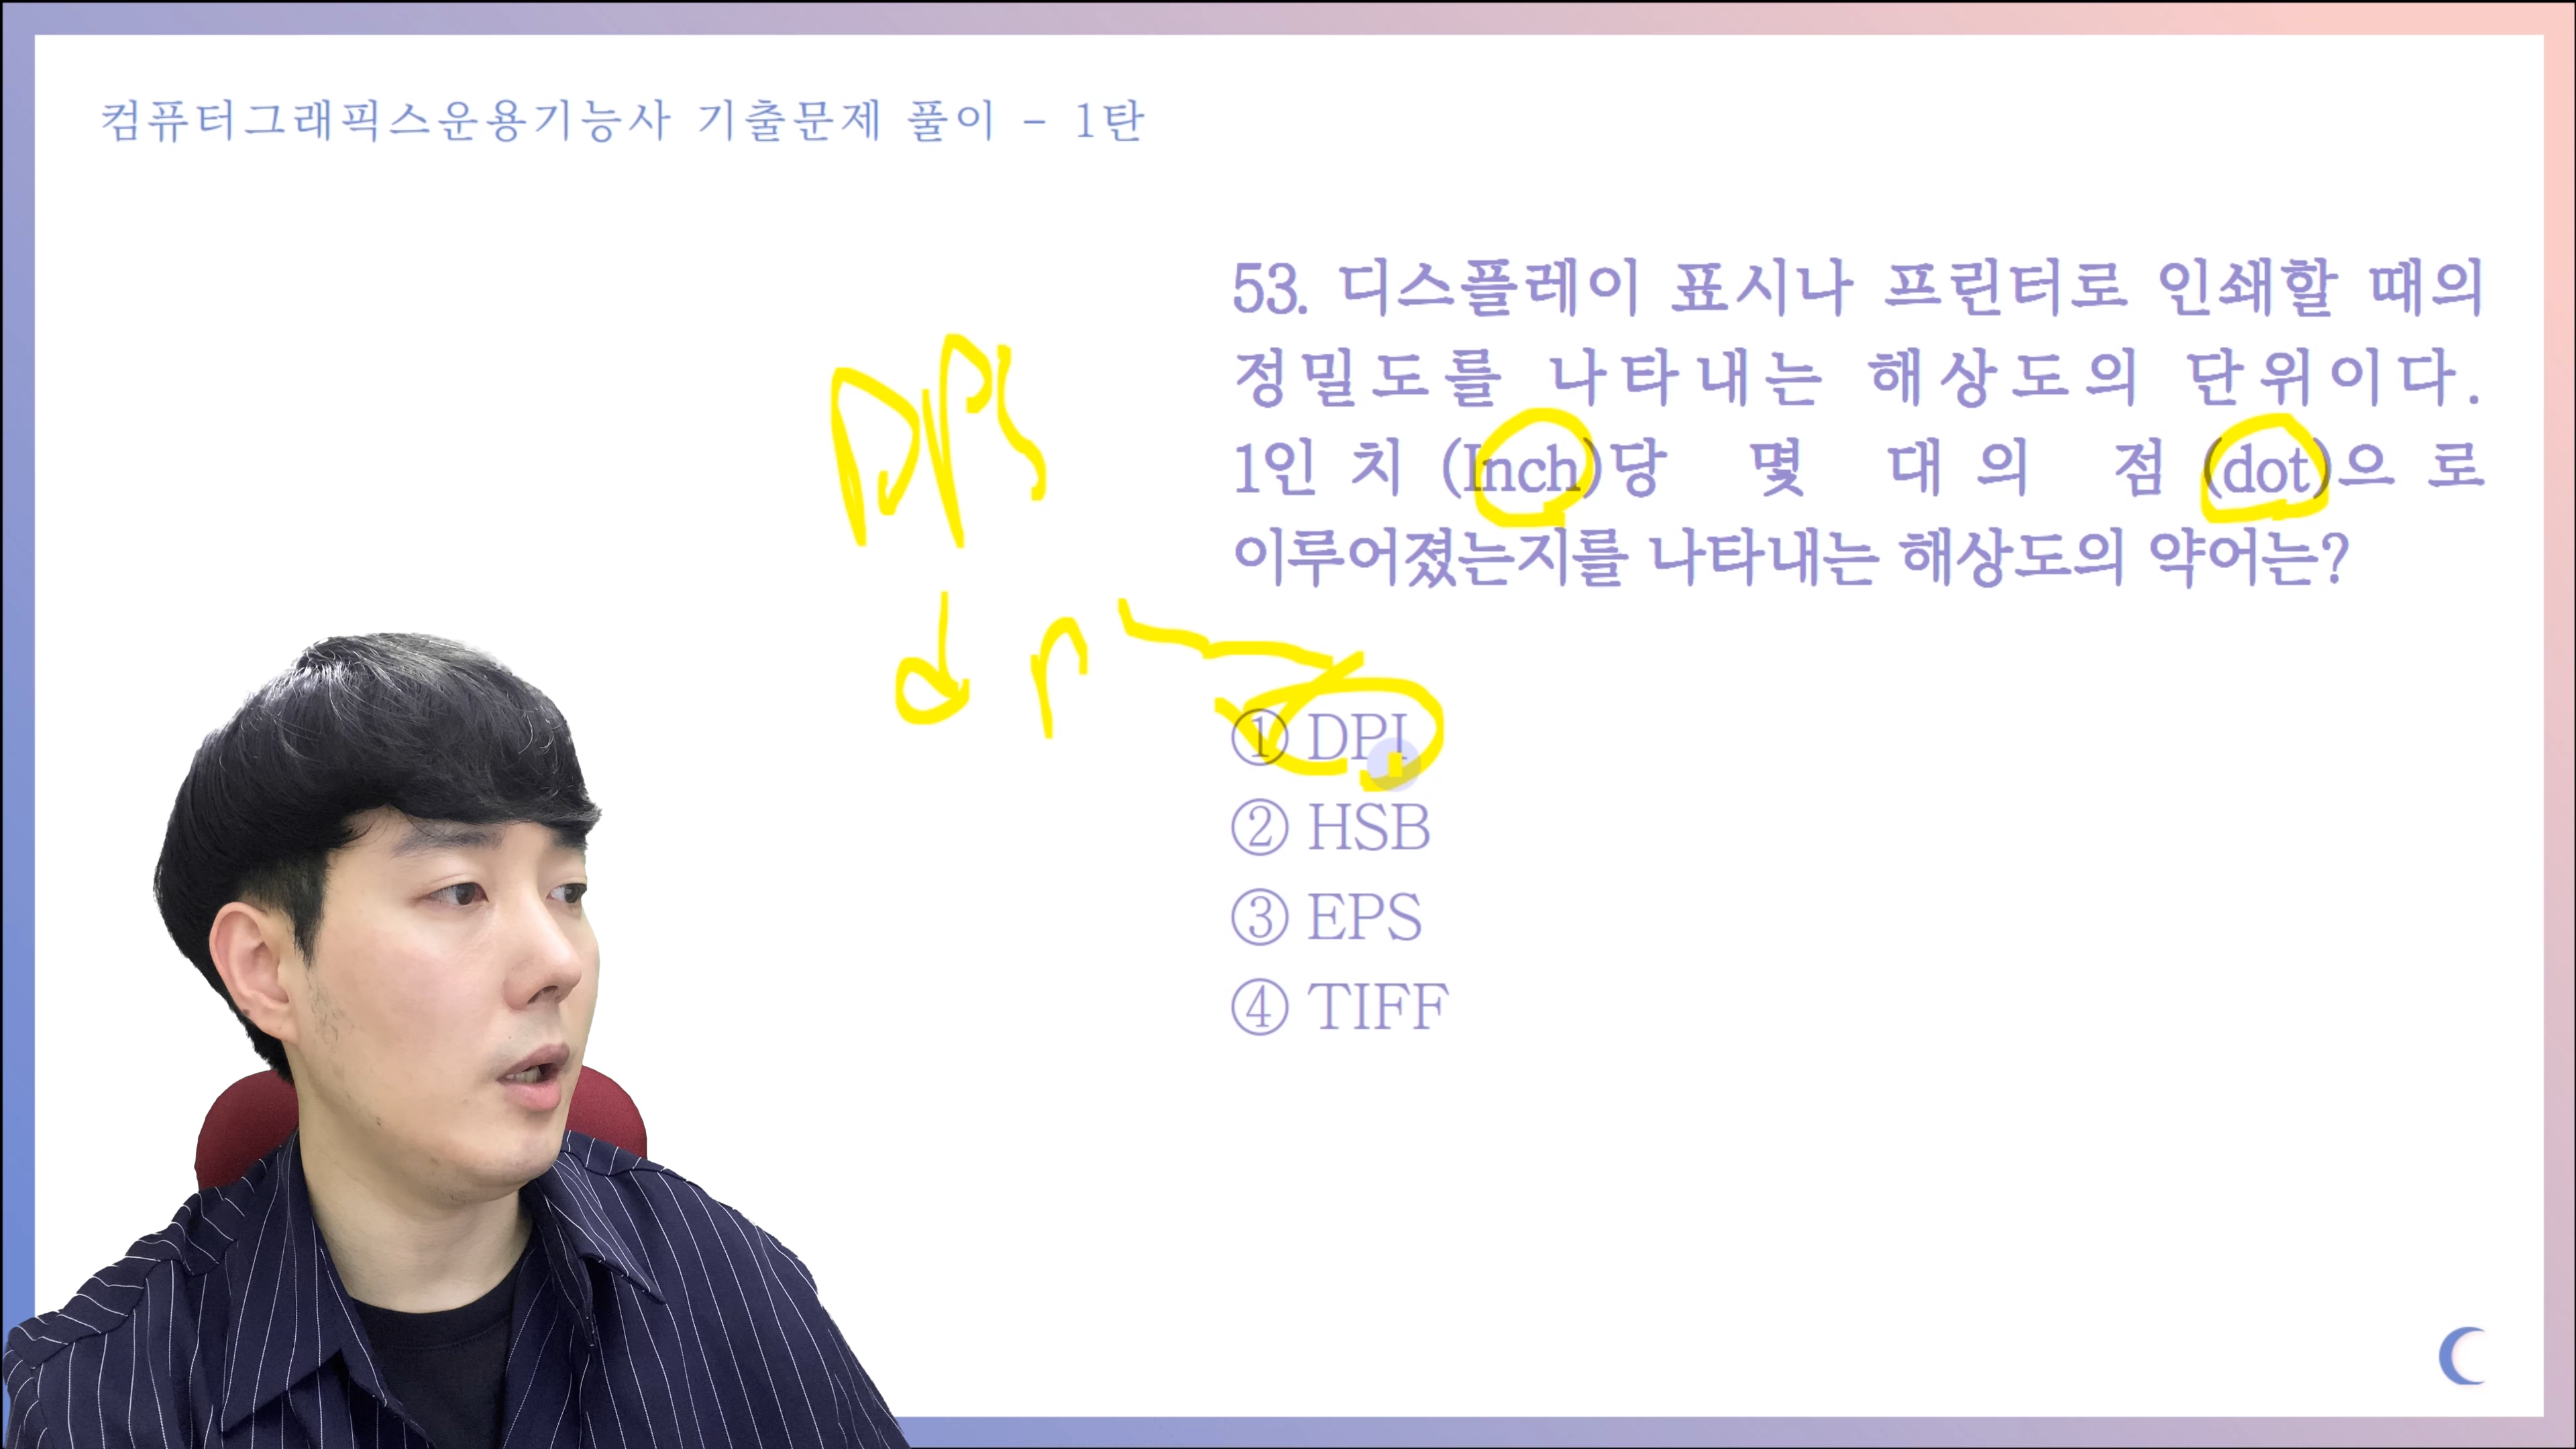 컴퓨터그래픽스운용기능사 기출문제 풀이 - 1탄
53. 디스플레이 표시나 프린터로 인쇄할 때의
정밀도를 나타내는 해상도의 단위이다.
1인치(Inch)당 몇 대의 점(dot)으로
이루어졌는지를 나타내는 해상도의 약어는?
① DPI
② HSB
③ EPS
④ TIFF